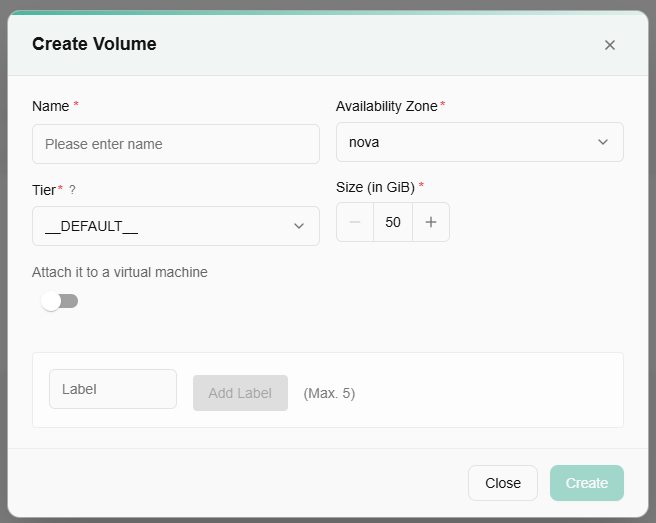 Create Volume
Name *
Availability Zone*
Please enter name
nova
Tier* ?
Size (in GiB) *
__DEFAULT__
50
Attach it to a virtual machine
Label
Add Label
(Max. 5)
Close
Create